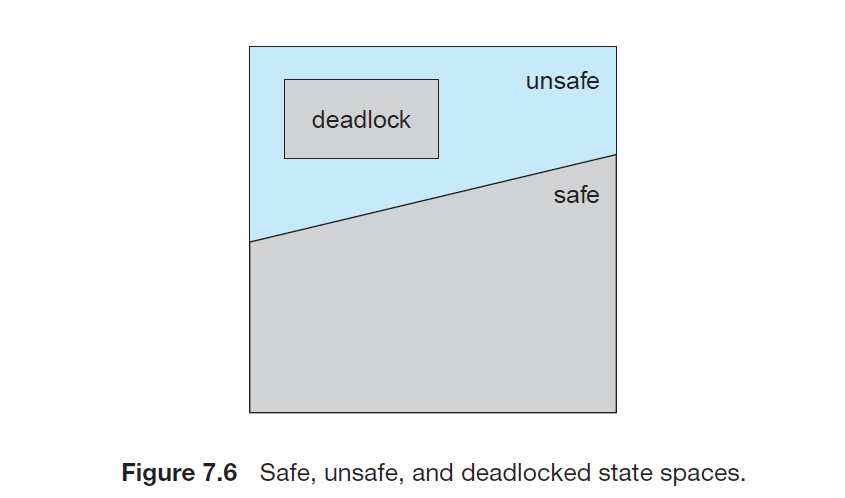 unsafe
deadlock
safe
Figure 7.6 Safe, unsafe, and deadlocked state spaces.